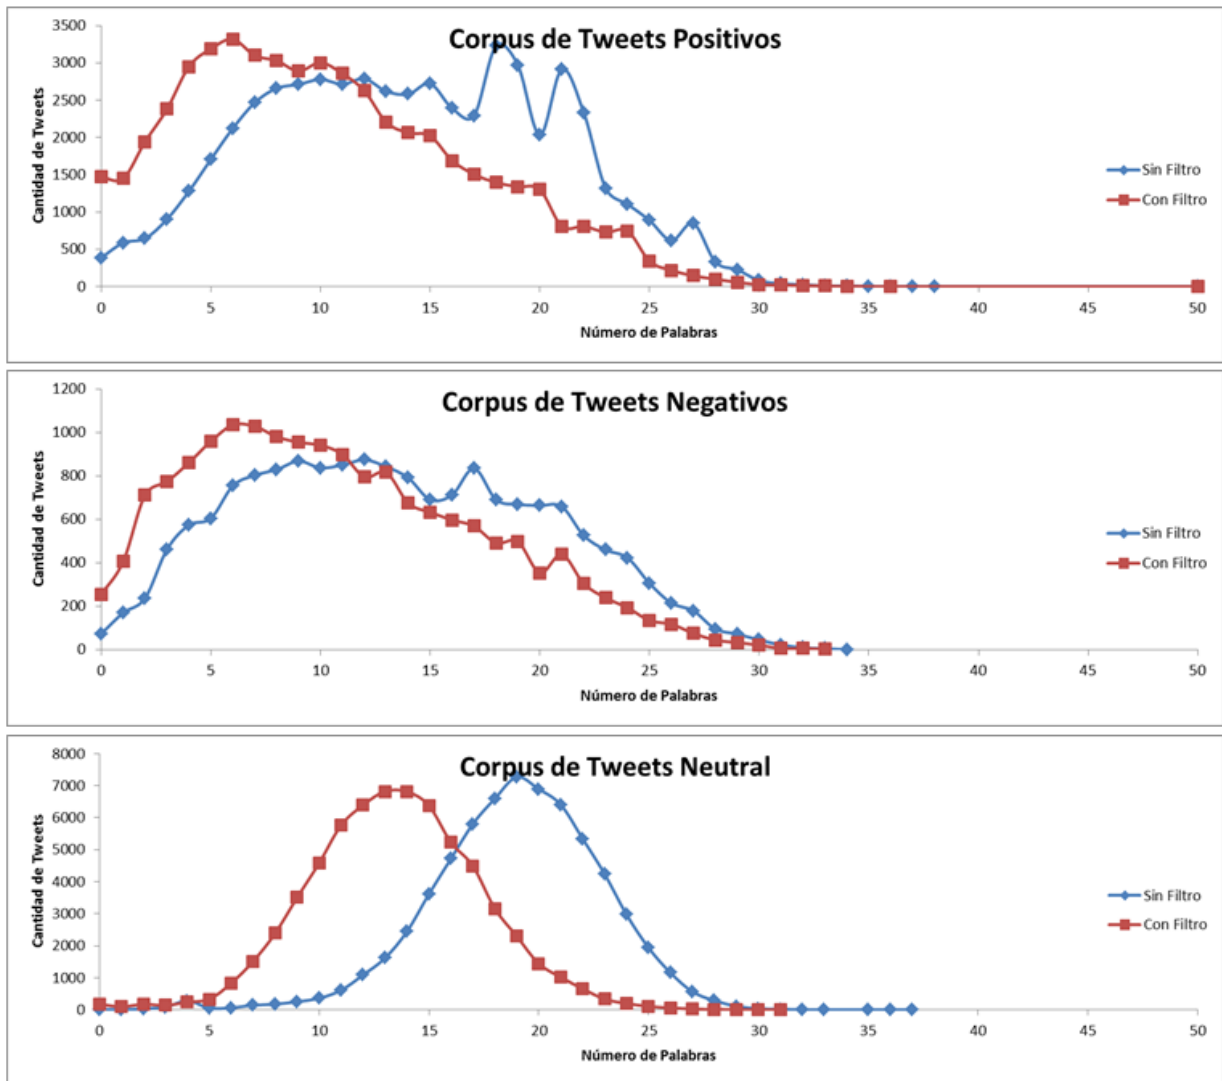 Corpus de Tweets Positivos
Cantidad de Tweets
3500
3000
2500
2000
1500
1000
500
0
0 5 10 15 20 25 30 35 40 45 50
Número de Palabras
Sin Filtro
Con Filtro
Corpus de Tweets Negativos
Cantidad de Tweets
1200
1000
800
600
400
200
0
0 5 10 15 20 25 30 35 40 45 50
Número de Palabras
Sin Filtro
Con Filtro
Corpus de Tweets Neutral
Cantidad de Tweets
8000
7000
6000
5000
4000
3000
2000
1000
0
0 5 10 15 20 25 30 35 40 45 50
Número de Palabras
Sin Filtro
Con Filtro